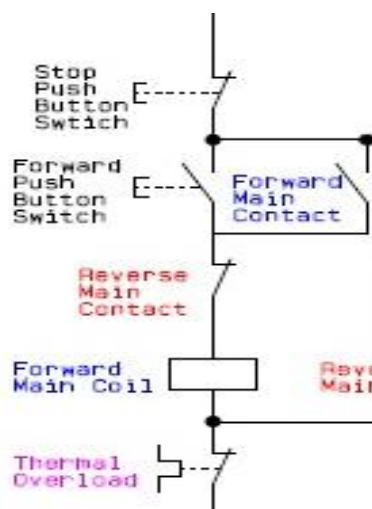 Stop
Push
Button
Swtich
Forward
Push
Button
Switch
Forward
Main
Contact
Reverse
Main
Contact
Forward
Main Coil
Thermal
Overload